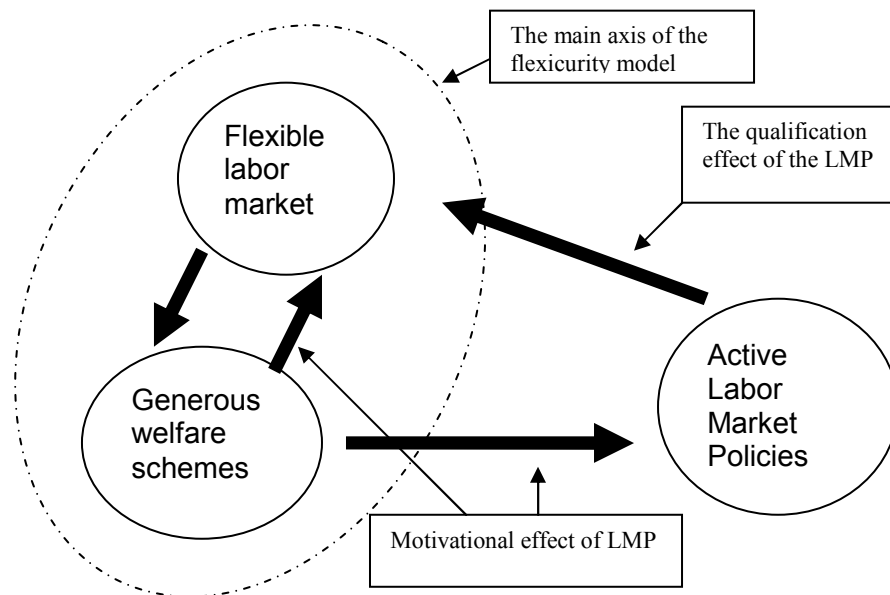 The main axis of the
flexicurity model
Flexible
labor
market
The qualification
effect of the LMP
Generous
welfare
schemes
Active
Labor
Market
Policies
Motivational effect of LMP